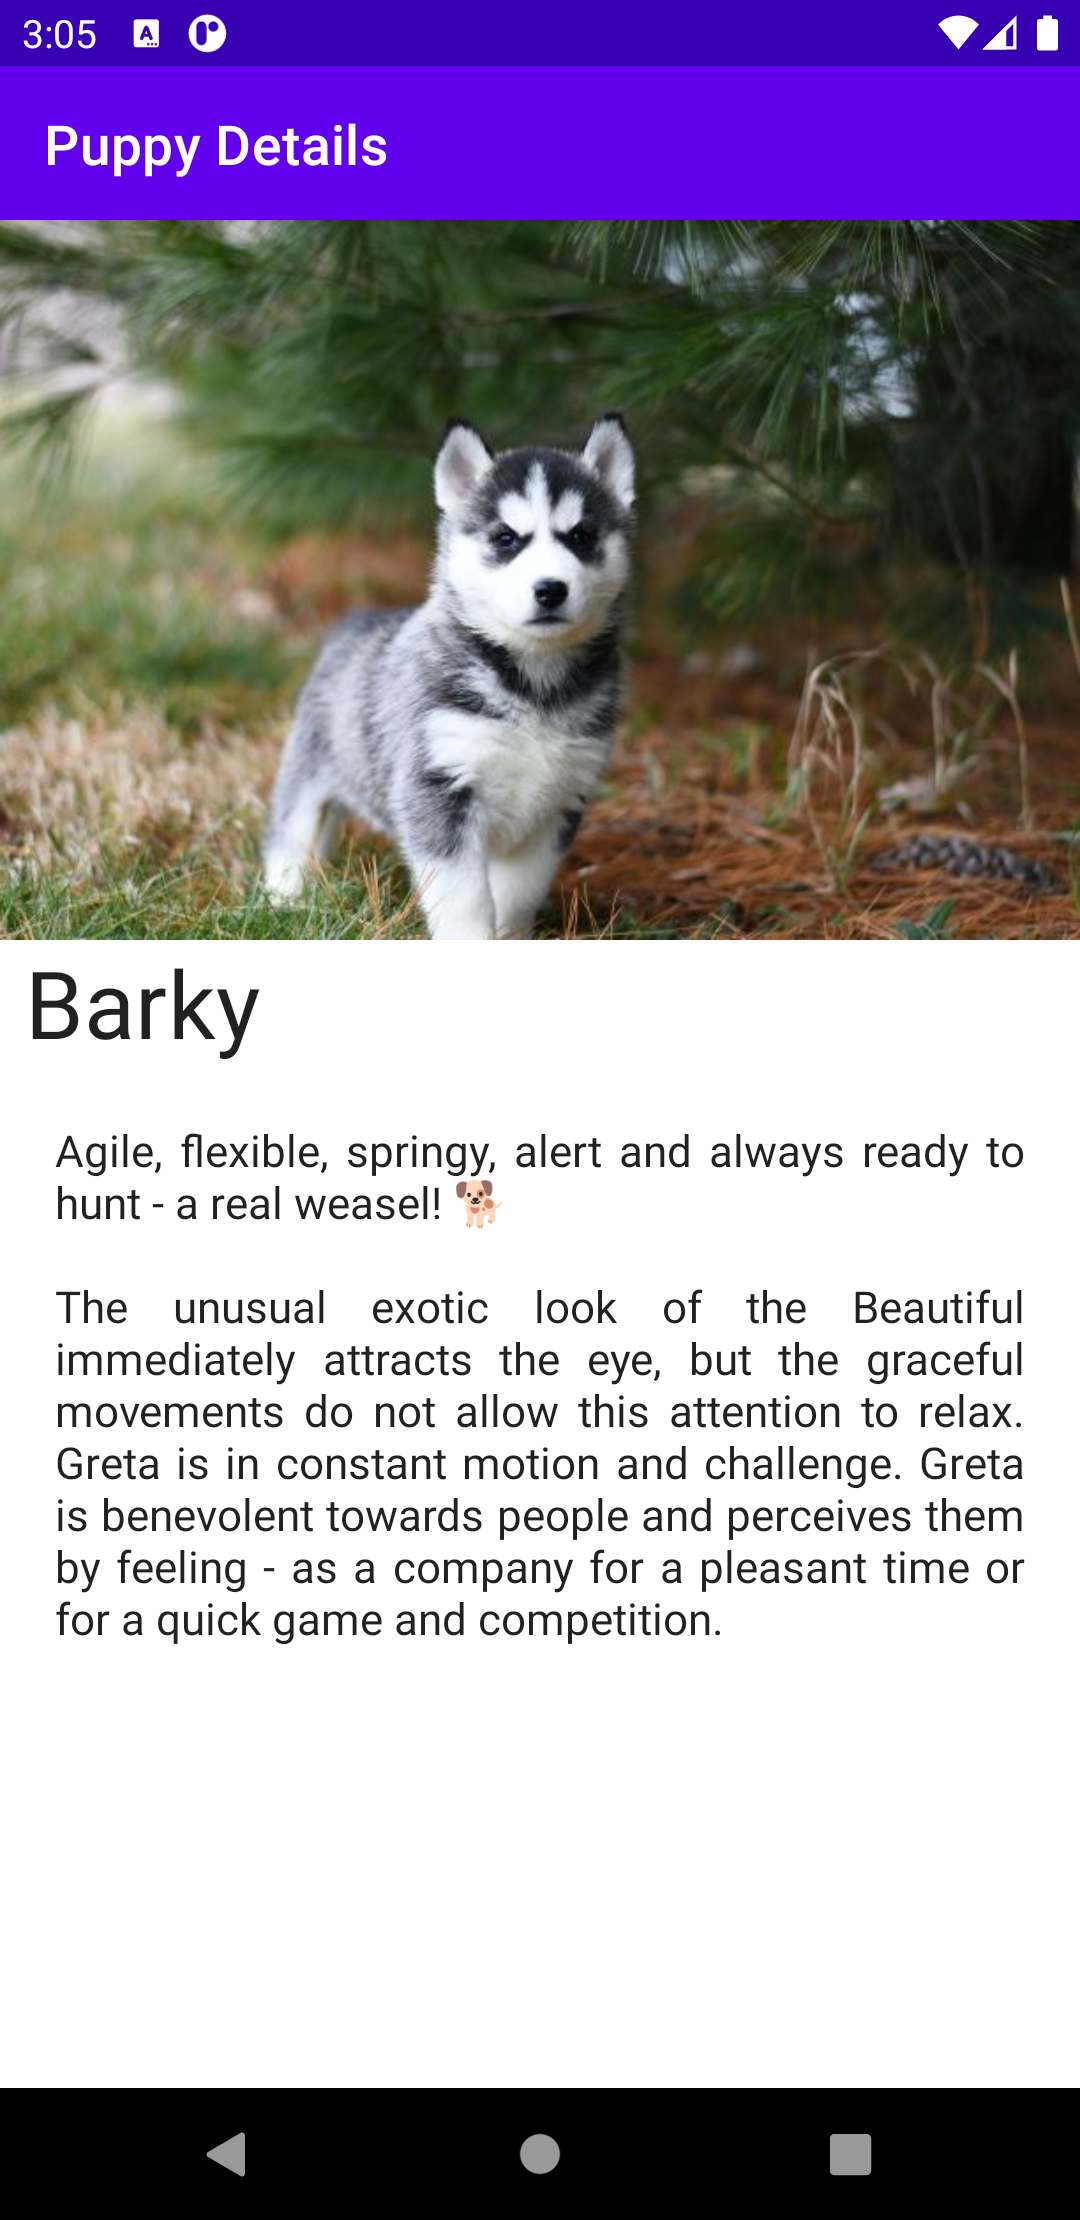 3:05
Puppy Details
Barky
Agile, flexible, springy, alert and always ready to
hunt - a real weasel! 🐕
The unusual exotic look of the Beautiful
immediately attracts the eye, but the graceful
movements do not allow this attention to relax.
Greta is in constant motion and challenge. Greta
is benevolent towards people and perceives them
by feeling - as a company for a pleasant time or
for a quick game and competition.